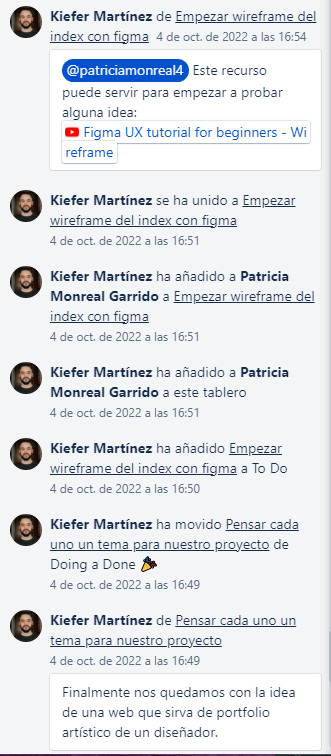 Kiefer Martínez de Empezar wireframe del
index con figma 4 de oct. de 2022 a las 16:54
@patriciamonreal4 Este recurso
puede servir para empezar a probar
alguna idea:
Figma UX tutorial for beginners - Wi
reframe
Kiefer Martínez se ha unido a Empezar
wireframe del index con figma
4 de oct. de 2022 a las 16:51
Kiefer Martínez ha añadido a Patricia
Monreal Garrido a Empezar wireframe del
index con figma
4 de oct. de 2022 a las 16:51
Kiefer Martínez ha añadido a Patricia
Monreal Garrido a este tablero
4 de oct. de 2022 a las 16:51
Kiefer Martínez ha añadido Empezar
wireframe del index con figma a To Do
4 de oct. de 2022 a las 16:50
Kiefer Martínez ha movido Pensar cada
uno un tema para nuestro proyecto de
Doing a Done 🎉
4 de oct. de 2022 a las 16:49
Kiefer Martínez de Pensar cada uno un
tema para nuestro proyecto
4 de oct. de 2022 a las 16:49
Finalmente nos quedamos con la idea
de una web que sirva de portfolio
artístico de un diseñador.